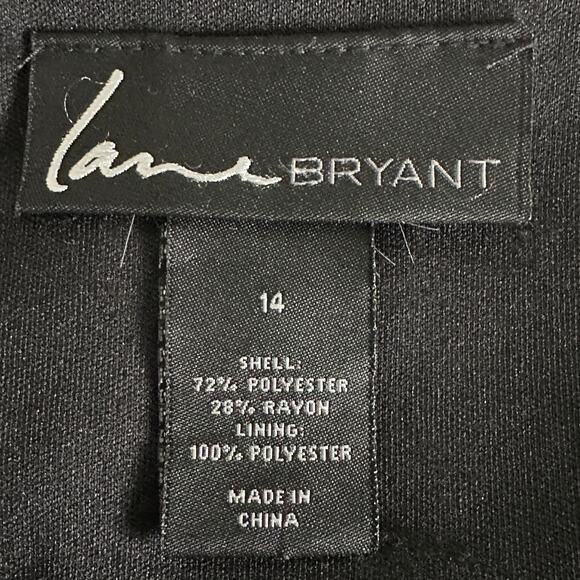 lane BRYANT
14
SHELL:
72% POLYESTER
28% RAYON
LINING:
100% POLYESTER
MADE IN
CHINA